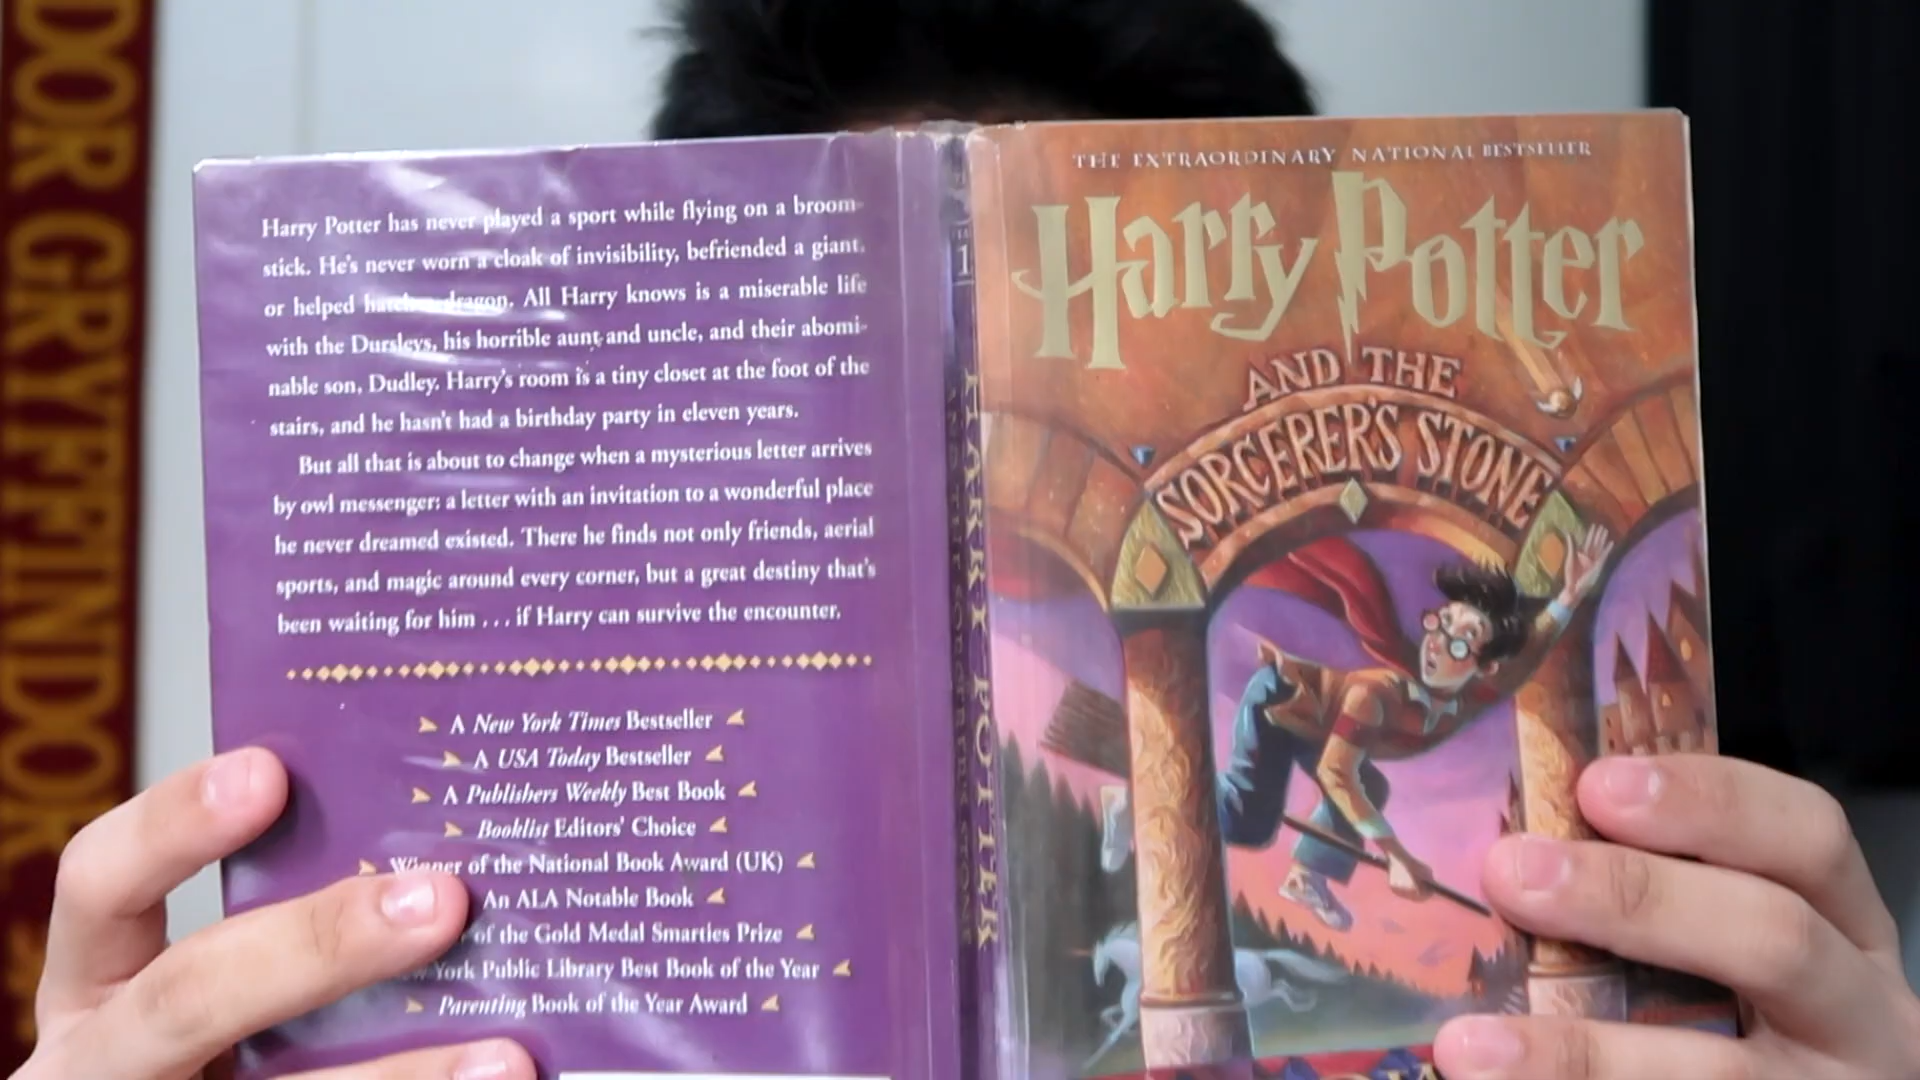 DOR GRYFFINDOR
Harry Potter has never played a sport while flying on a broom-
stick. He's never worn a cloak of invisibility, befriended a giant,
or helped hatch a dragon. All Harry knows is a miserable life
with the Dursleys, his horrible aunt and uncle, and their abomi-
nable son, Dudley. Harry's room is a tiny closet at the foot of the
stairs, and he hasn't had a birthday party in eleven years.
But all that is about to change when a mysterious letter arrives
by owl messenger: a letter with an invitation to a wonderful place
he never dreamed existed. There he finds not only friends, aerial
sports, and magic around every corner, but a great destiny that's
been waiting for him . . . if Harry can survive the encounter.
A New York Times Bestseller
A USA Today Bestseller
A Publishers Weekly Best Book
Booklist Editors' Choice
Winner of the National Book Award (UK)
An ALA Notable Book
of the Gold Medal Smarties Prize
York Public Library Best Book of the Year
Parenting Book of the Year Award
1
HARRY POTTER
AND THE SORCERER'S STONE
THE EXTRAORDINARY NATIONAL BESTSELLER
Harry Potter
AND THE
SORCERER'S STONE